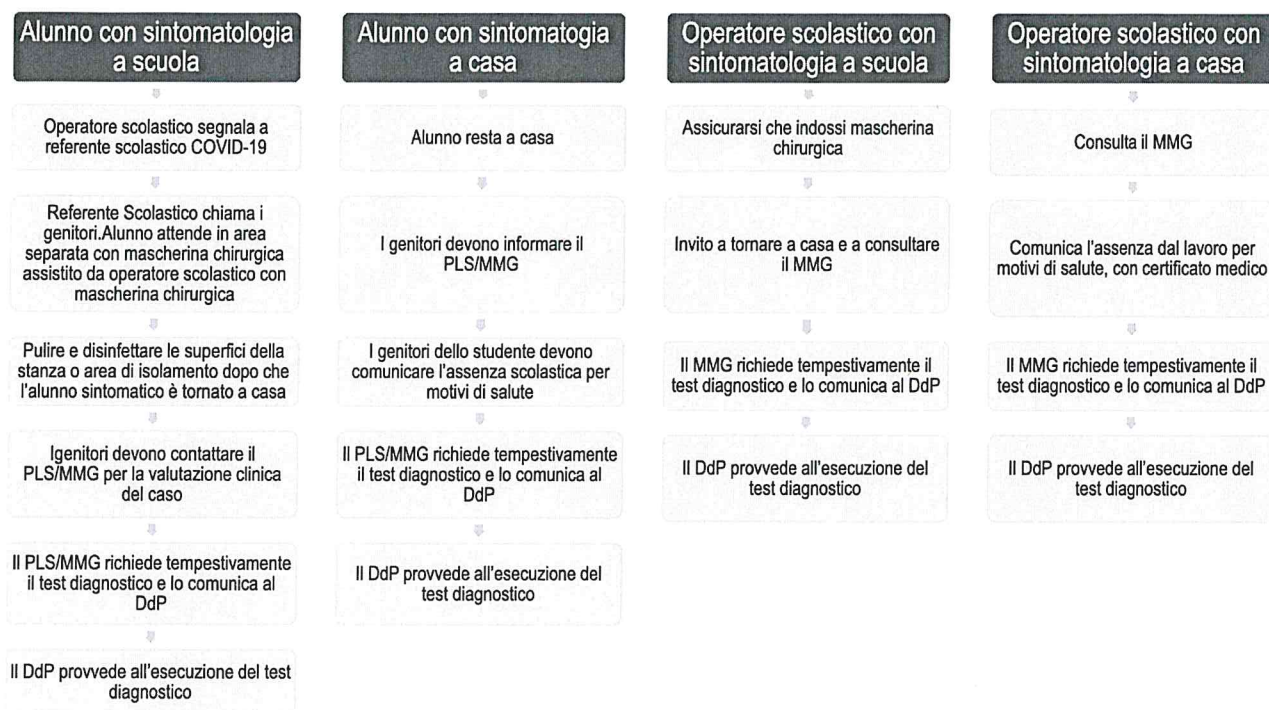 Alunno con sintomatologia
a scuola
Operatore scolastico segnala a
referente scolastico COVID-19
Referente Scolastico chiama i
genitori.Alunno attende in area
separata con mascherina chirurgica
assistito da operatore scolastico con
mascherina chirurgica
Pulire e disinfettare le superfici della
stanza o area di isolamento dopo che
l'alunno sintomatico è tornato a casa
Igenitori devono contattare il
PLS/MMG per la valutazione clinica
del caso
Il PLS/MMG richiede tempestivamente
il test diagnostico e lo comunica al
DdP
Il DdP provvede all'esecuzione del test
diagnostico
Alunno con sintomatogia
a casa
Alunno resta a casa
I genitori devono informare il
PLS/MMG
I genitori dello studente devono
comunicare l'assenza scolastica per
motivi di salute
Il PLS/MMG richiede tempestivamente
il test diagnostico e lo comunica al
DdP
Il DdP provvede all'esecuzione del
test diagnostico
Operatore scolastico con
sintomatologia a scuola
Assicurarsi che indossi mascherina
chirurgica
Invito a tornare a casa e a consultare
il MMG
Il MMG richiede tempestivamente il
test diagnostico e lo comunica al DdP
Il DdP provvede all'esecuzione del
test diagnostico
Operatore scolastico con
sintomatologia a casa
Consulta il MMG
Comunica l'assenza dal lavoro per
motivi di salute, con certificato medico
Il MMG richiede tempestivamente il
test diagnostico e lo comunica al DdP
Il DdP provvede all'esecuzione del
test diagnostico